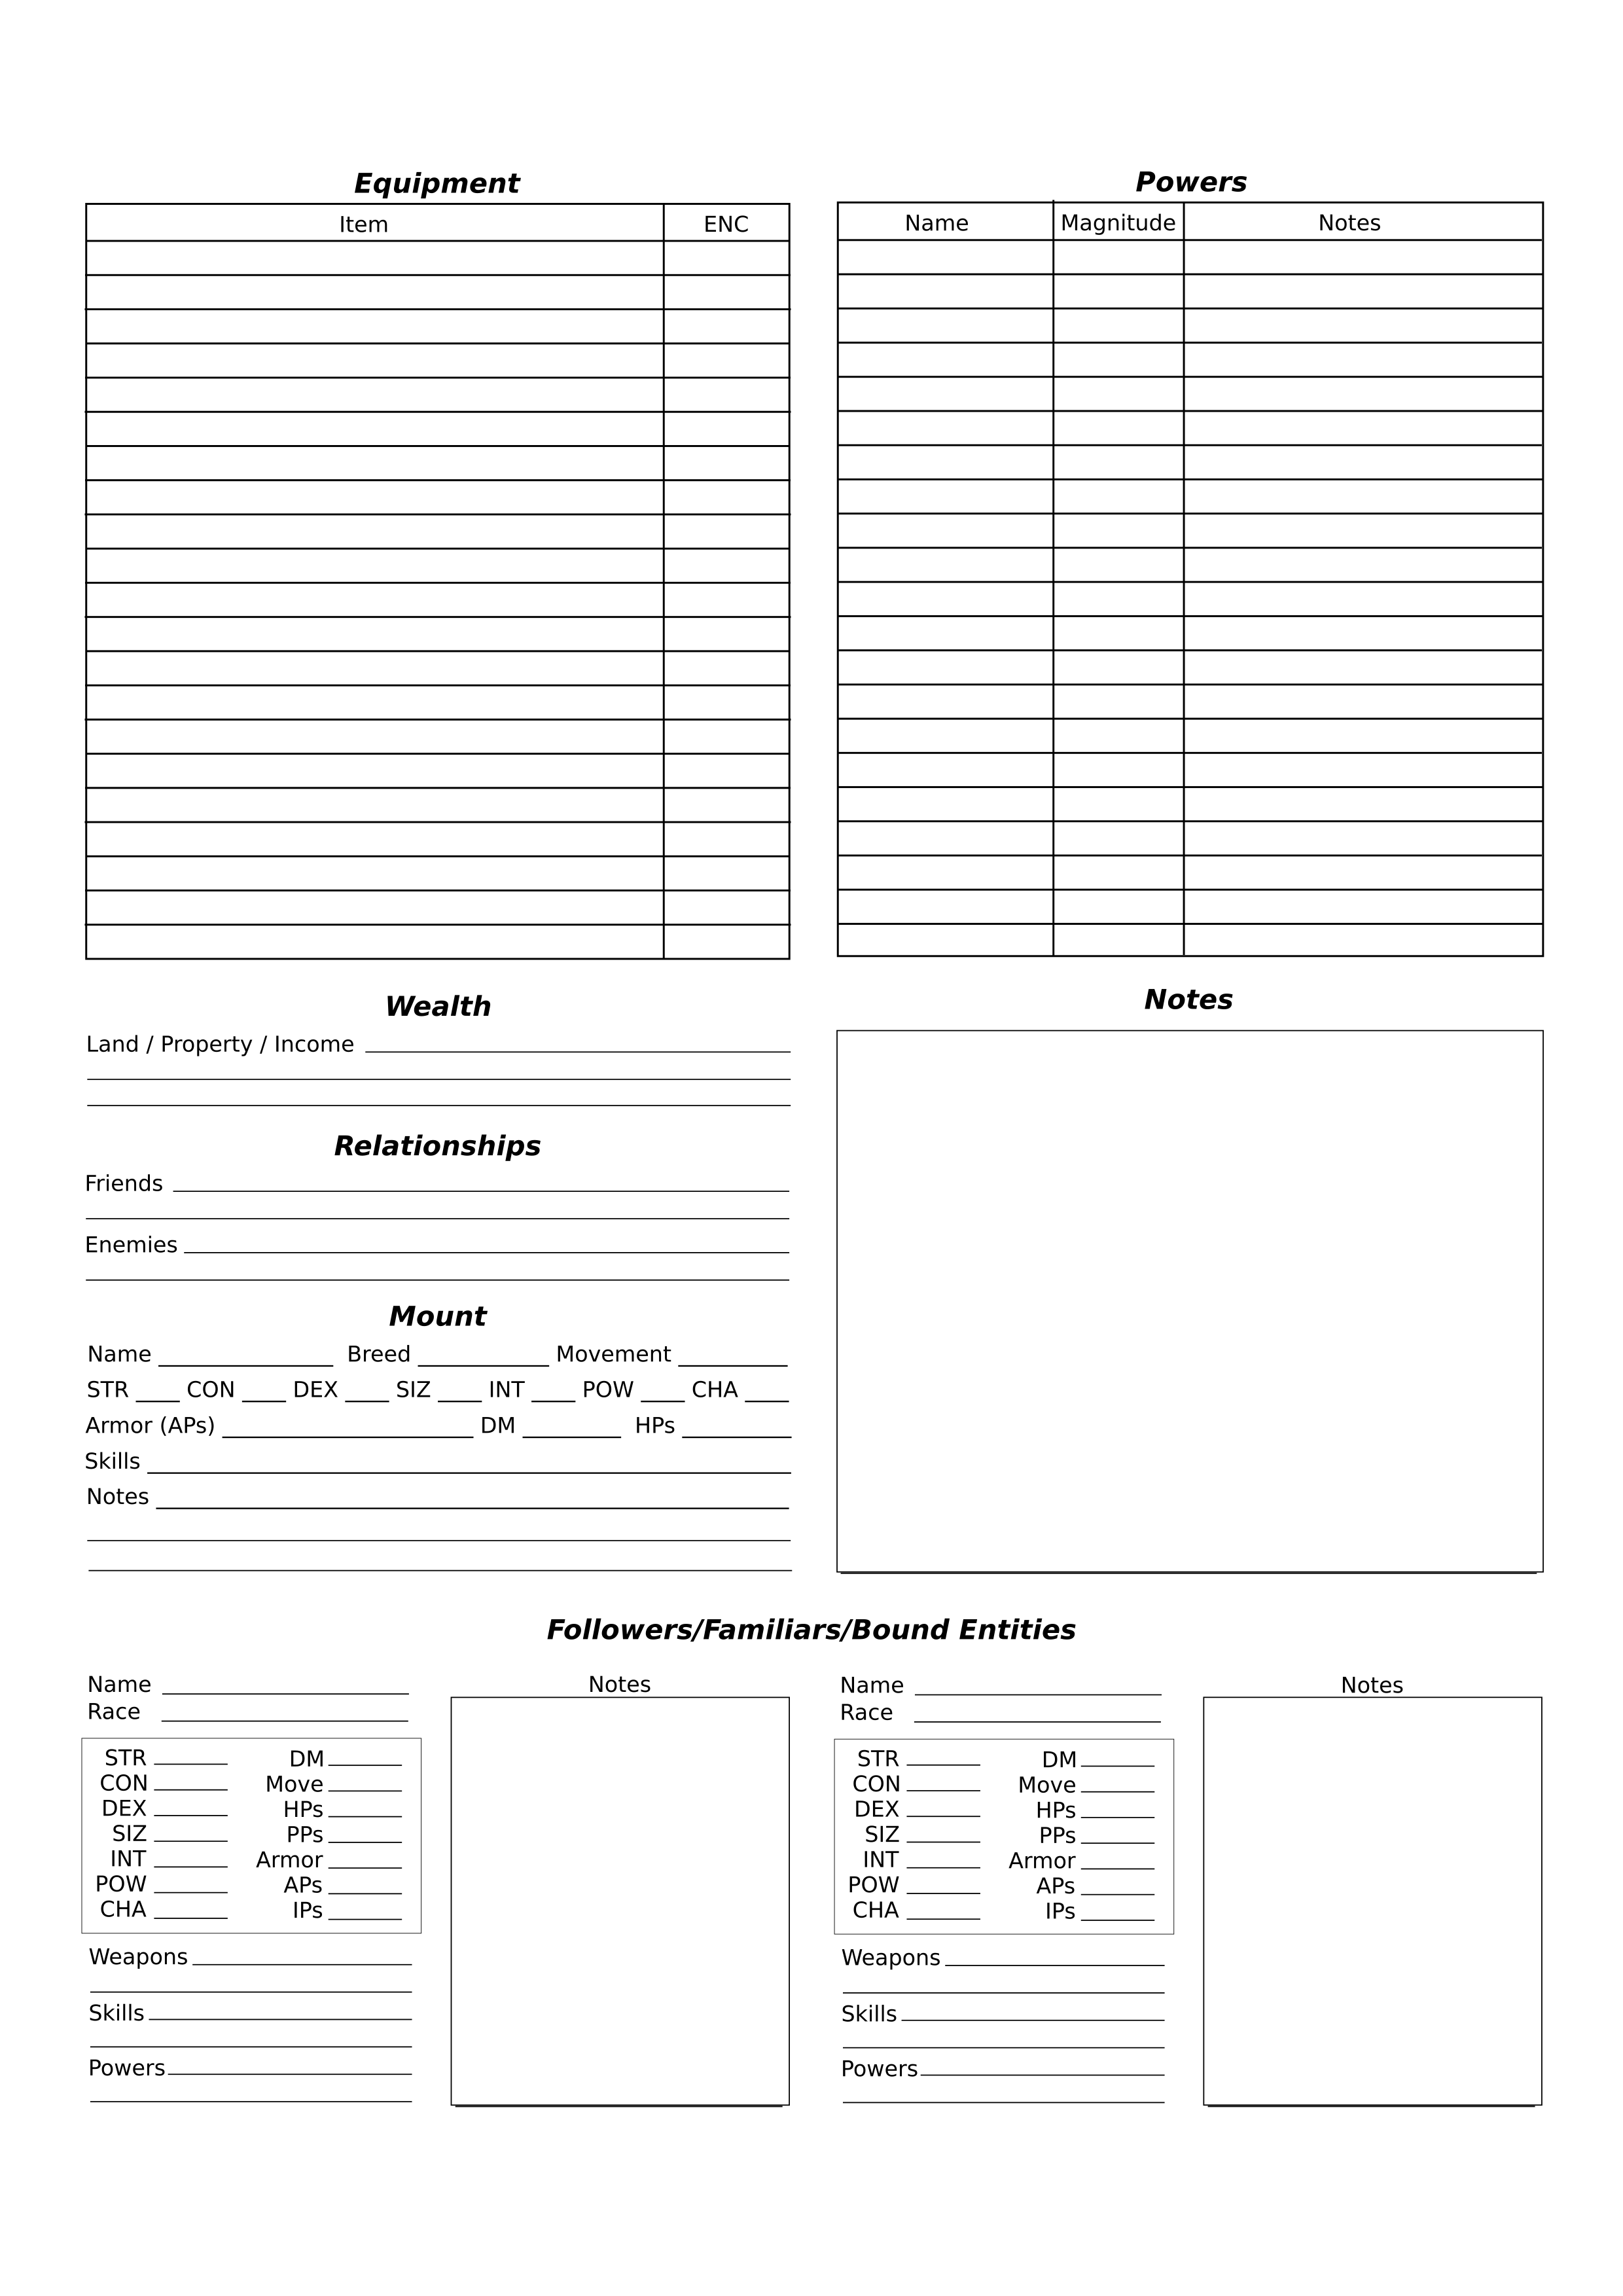 Equipment
Item ENC
Powers
Name Magnitude Notes
Wealth
Land / Property / Income
Relationships
Friends
Enemies
Mount
Name Breed Movement
STR CON DEX SIZ INT POW CHA
Armor (APs) DM HPs
Skills
Notes
Notes
Followers/Familiars/Bound Entities
Name
Race
STR DM
CON Move
DEX HPs
SIZ PPs
INT Armor
POW APs
CHA IPs
Weapons
Skills
Powers
Notes
Name
Race
STR DM
CON Move
DEX HPs
SIZ PPs
INT Armor
POW APs
CHA IPs
Weapons
Skills
Powers
Notes